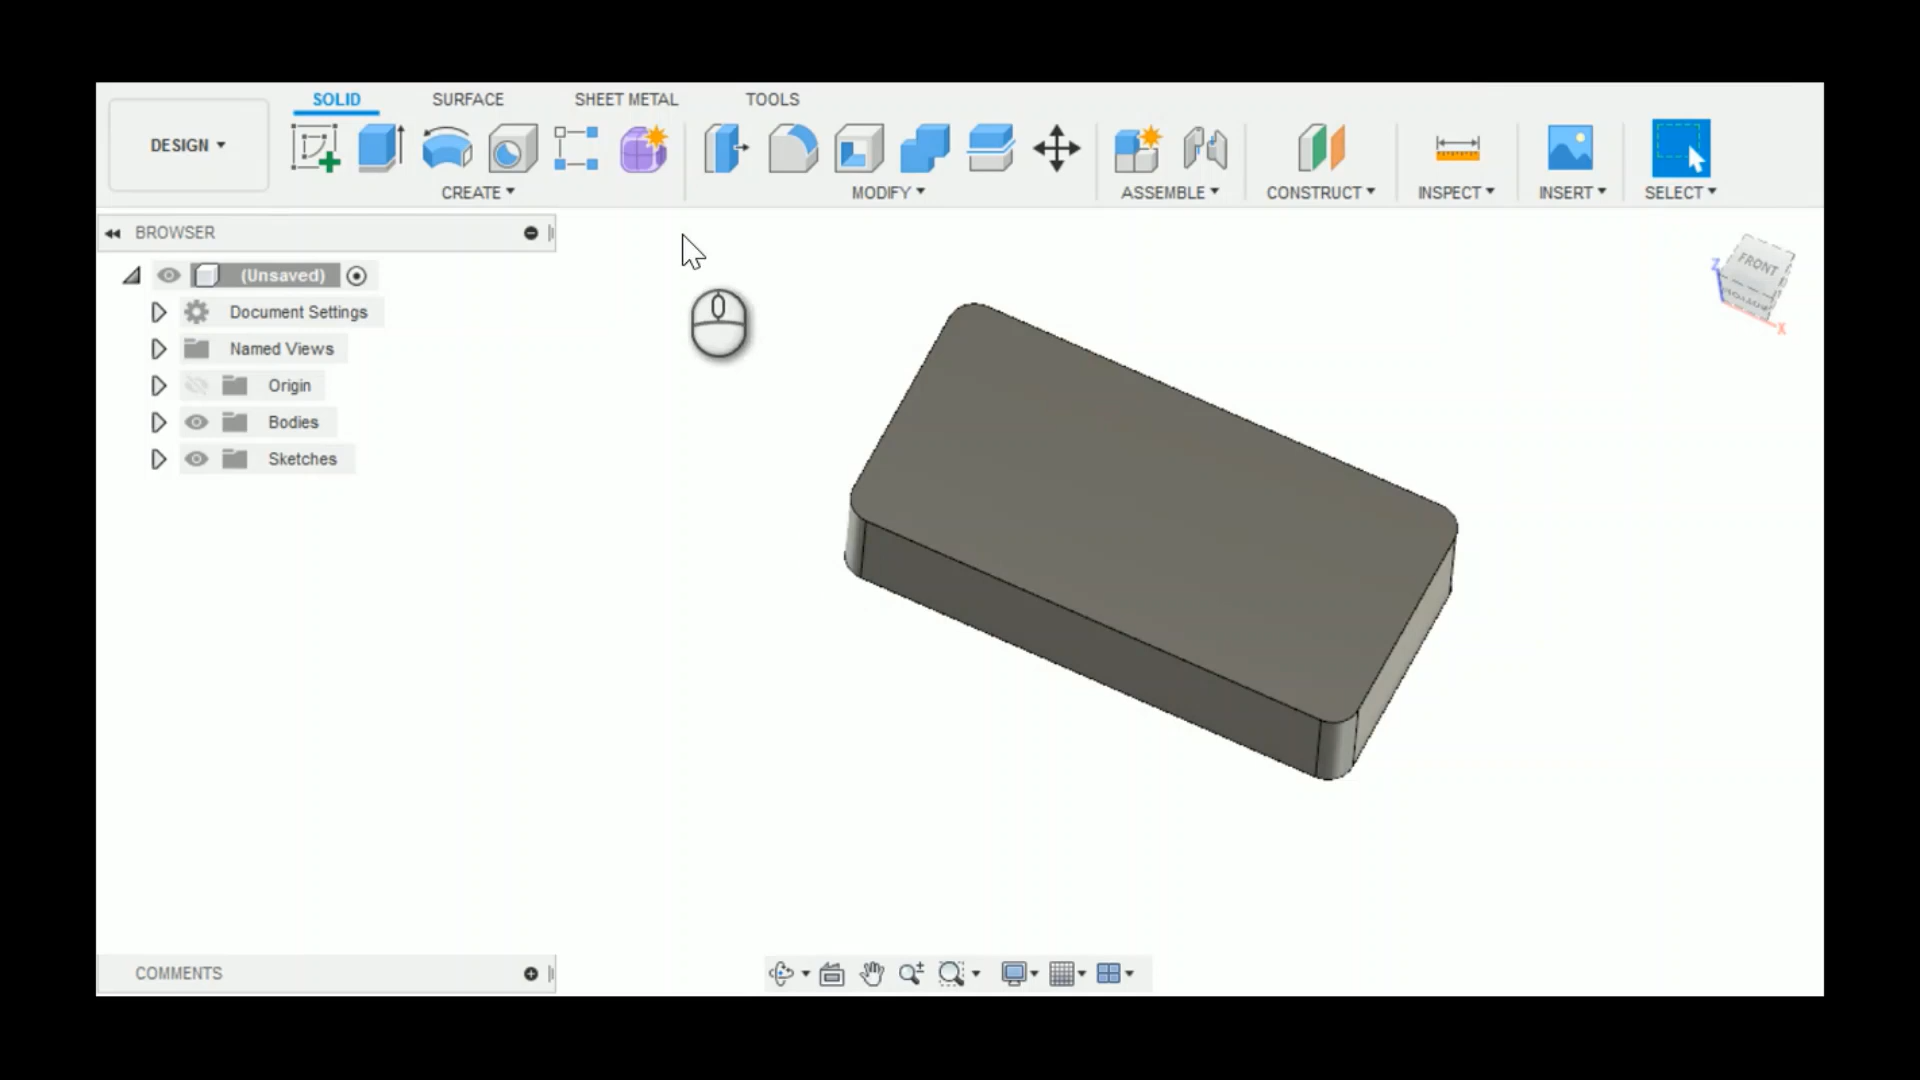 SOLID
SURFACE
SHEET METAL
TOOLS
DESIGN
CREATE
MODIFY
ASSEMBLE
CONSTRUCT
INSPECT
INSERT
SELECT
BROWSER
(Unsaved)
Document Settings
Named Views
Origin
Bodies
Sketches
FRONT
Z
X
COMMENTS